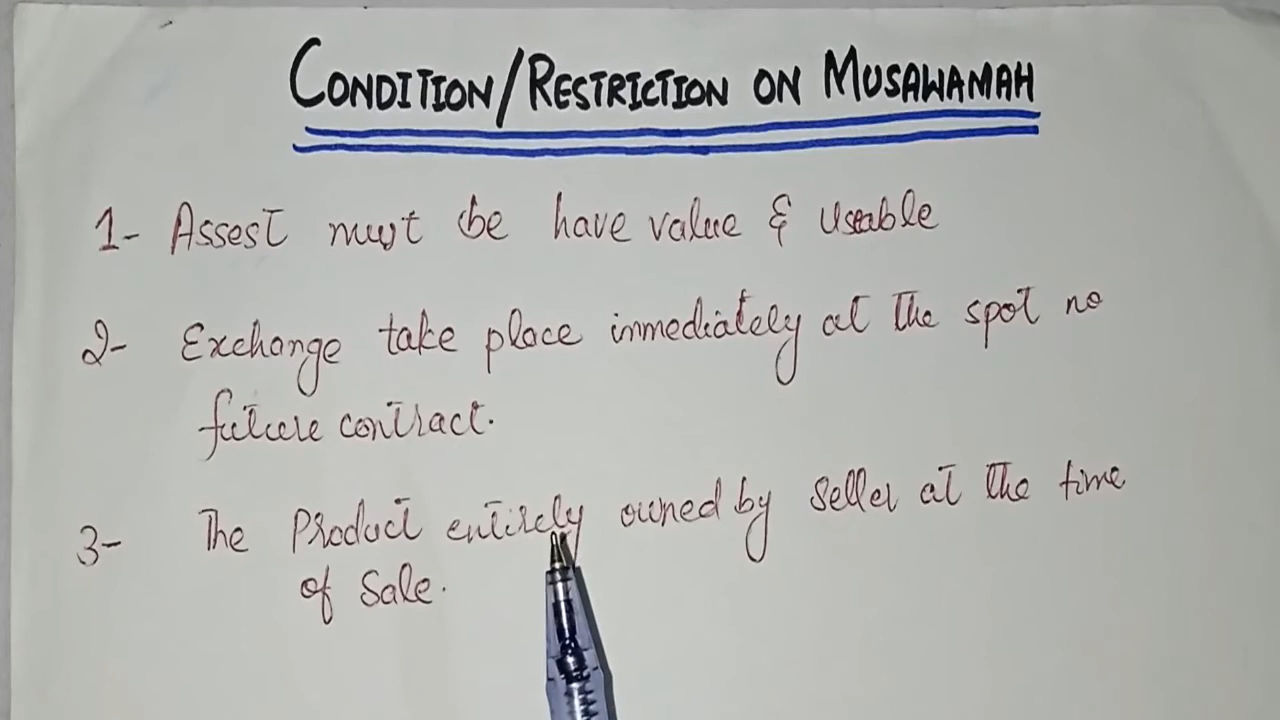 CONDITION/RESTRICTION ON MUSAWAMAH
1- Assest must be have value & Useable
2- Exchange take place immediately at the spot no
future contract.
3- The Product entirely owned by Seller at the time
of Sale.